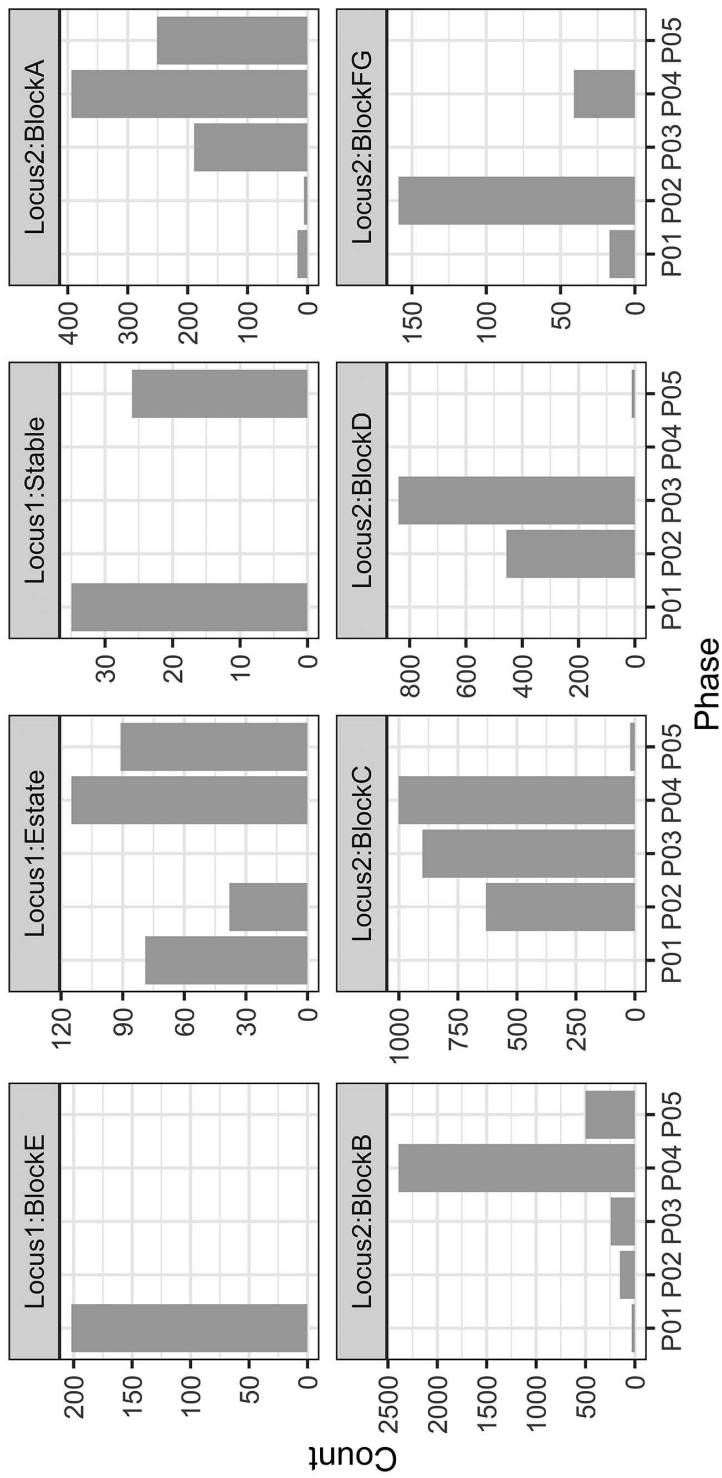 Locus1:BlockE
Locus1:Estate
Locus1:Stable
Locus2:BlockA
200
150
100
50
0
120
90
60
30
0
30
20
10
0
400
300
200
100
0
Locus2:BlockB
Locus2:BlockC
Locus2:BlockD
Locus2:BlockFG
2500
2000
1500
1000
500
0
1000
750
500
250
0
800
600
400
200
0
150
100
50
0
P01 P02 P03 P04 P05
P01 P02 P03 P04 P05
P01 P02 P03 P04 P05
P01 P02 P03 P04 P05
Count
Phase